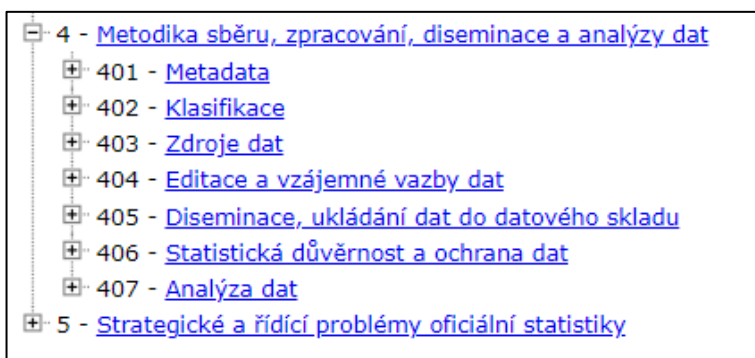 4 - Metodika sběru, zpracování, diseminace a analýzy dat
401 - Metadata
402 - Klasifikace
403 - Zdroje dat
404 - Editace a vzájemné vazby dat
405 - Diseminace, ukládání dat do datového skladu
406 - Statistická důvěrnost a ochrana dat
407 - Analýza dat
5 - Strategické a řídící problémy oficiální statistiky